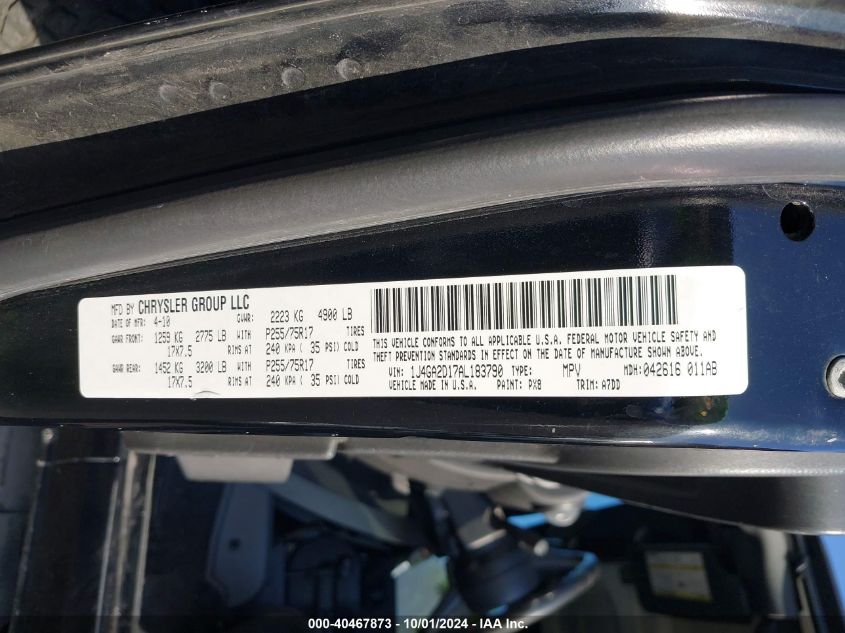 MFD BY CHRYSLER GROUP LLC
DATE OF MFR: 4-10 GVWR: 2223 KG 4900 LB
GAWR FRONT: 1259 KG 2775 LB WITH P255/75R17 TIRES
17X7.5 RIMS AT 240 KPA ( 35 PSI) COLD
GAWR REAR: 1452 KG 3200 LB WITH P255/75R17 TIRES
17X7.5 RIMS AT 240 KPA ( 35 PSI) COLD
THIS VEHICLE CONFORMS TO ALL APPLICABLE U.S.A. FEDERAL MOTOR VEHICLE SAFETY AND
THEFT PREVENTION STANDARDS IN EFFECT ON THE DATE OF MANUFACTURE SHOWN ABOVE.
VIN: 1J4GA2D17AL183790 TYPE: MPV MDH: 042616 011AB
VEHICLE MADE IN U.S.A. PAINT: PX8 TRIM: A7DD
000-40467873 - 10/01/2024 - IAA Inc.